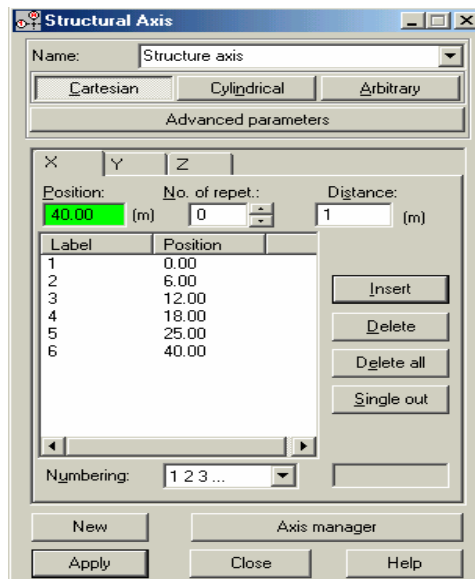 Structural Axis
Name: Structure axis
Cartesian Cylindrical Arbitrary
Advanced parameters
X Y Z
Position: No. of repet.: Distance:
40.00 (m) 0 1 (m)
Label Position
1 0.00
2 6.00
3 12.00
4 18.00
5 25.00
6 40.00
Insert
Delete
Delete all
Single out
Numbering: 1 2 3 ...
New Axis manager
Apply Close Help